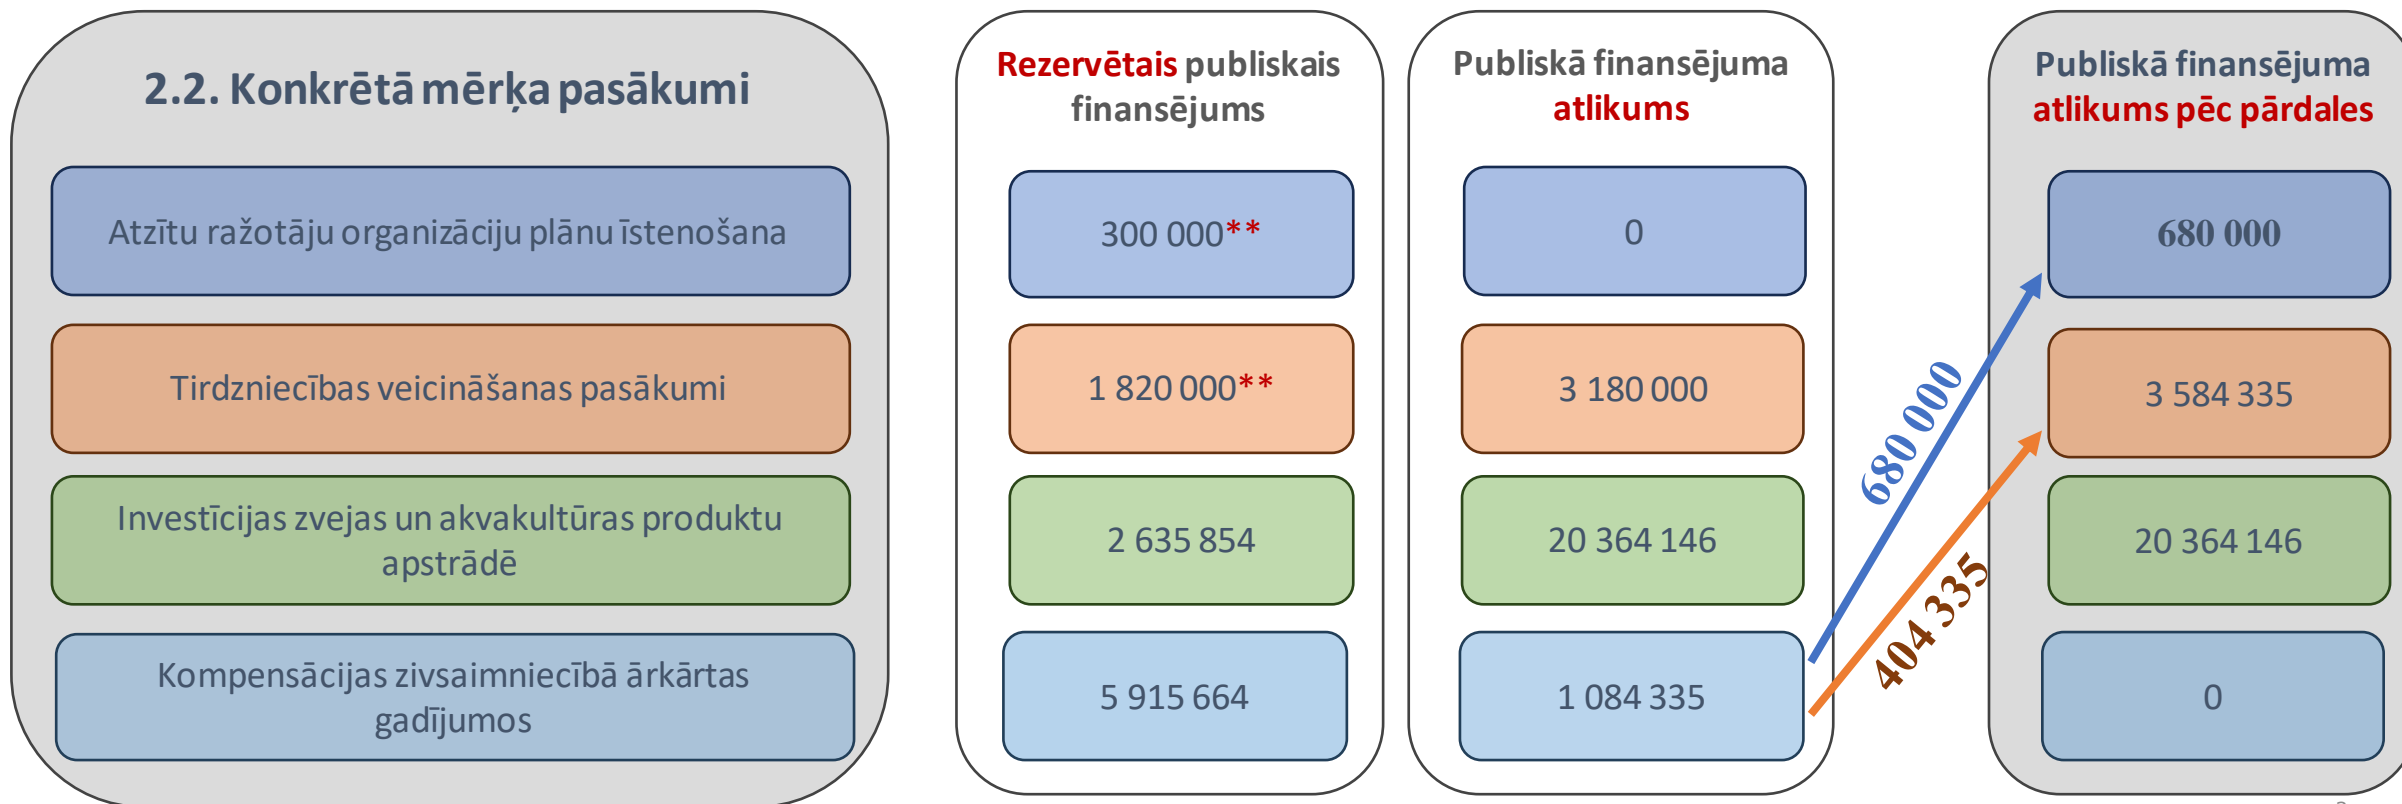 2.2. Konkrētā mērķa pasākumi
Atzītu ražotāju organizāciju plānu īstenošana
Tirdzniecības veicināšanas pasākumi
Investīcijas zvejas un akvakultūras produktu
apstrādē
Kompensācijas zivsaimniecībā ārkārtas
gadījumos
Rezervētais publiskais
finansējums
300 000**
1 820 000**
2 635 854
5 915 664
Publiskā finansējuma
atlikums
0
3 180 000
20 364 146
1 084 335
680 000
404 335
Publiskā finansējuma
atlikums pēc pārdales
680 000
3 584 335
20 364 146
0